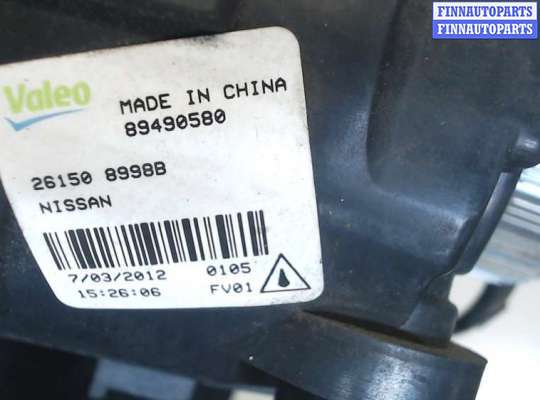 FINNAUTOPARTS
FINNAUTOPARTS
Valeo
MADE IN CHINA
89490580
26150 8998B
NISSAN
7/03/2012 0105
15:26:06 FV01